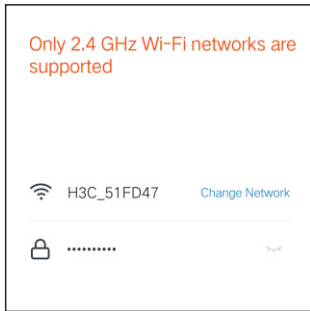 Only 2.4 GHz Wi-Fi networks are
supported
H3C_51FD47 Change Network
••••••••••